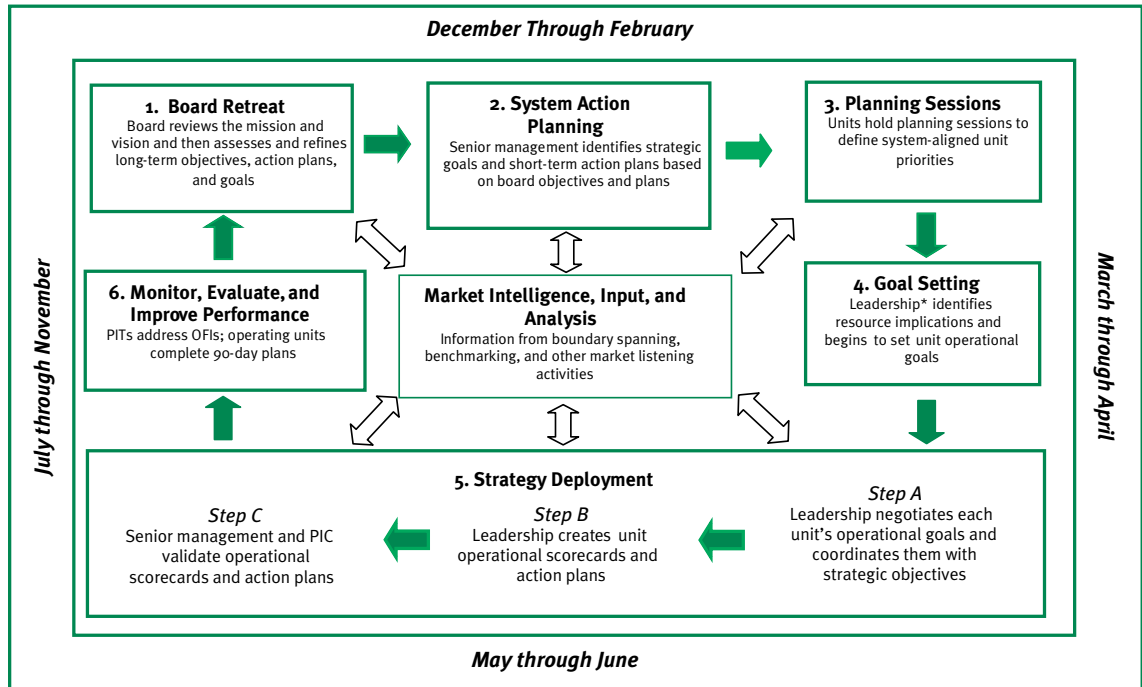 December Through February
1. Board Retreat
Board reviews the mission and
vision and then assesses and refines
long-term objectives, action plans,
and goals
2. System Action
Planning
Senior management identifies strategic
goals and short-term action plans based
on board objectives and plans
3. Planning Sessions
Units hold planning sessions to
define system-aligned unit
priorities
July through November
6. Monitor, Evaluate, and
Improve Performance
PITs address OFIs; operating units
complete 90-day plans
Market Intelligence, Input, and
Analysis
Information from boundary spanning,
benchmarking, and other market listening
activities
4. Goal Setting
Leadership* identifies
resource implications and
begins to set unit operational
goals
March through April
5. Strategy Deployment
Step C
Senior management and PIC
validate operational
scorecards and action plans
Step B
Leadership creates unit
operational scorecards and
action plans
Step A
Leadership negotiates each
unit's operational goals and
coordinates them with
strategic objectives
May through June